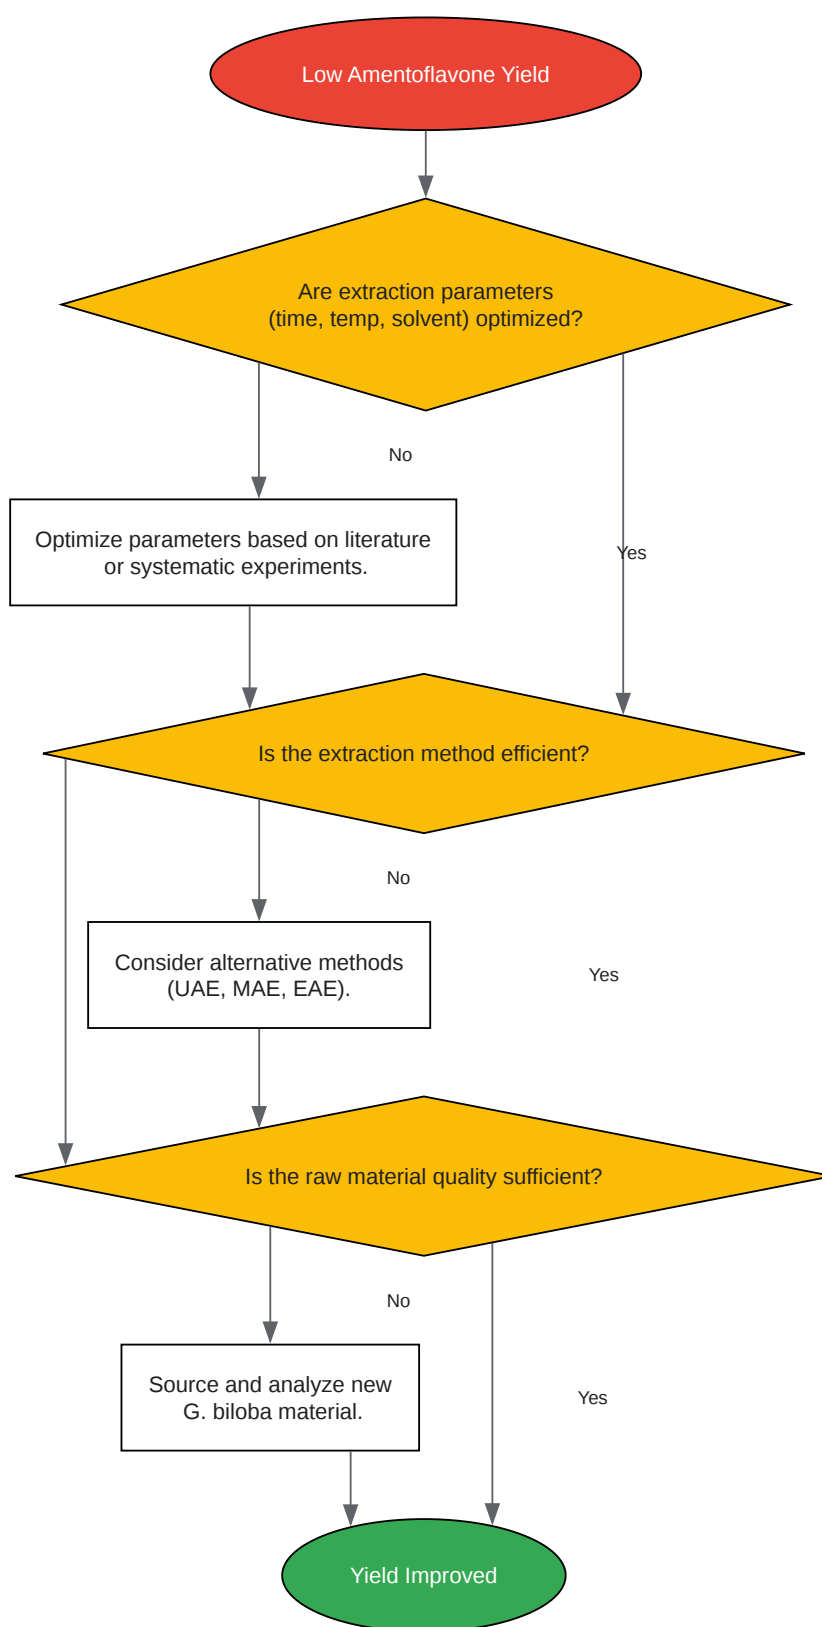 Low Amentoflavone Yield
Are extraction parameters
(time, temp, solvent) optimized?
No
Optimize parameters based on literature
or systematic experiments.
Yes
Is the extraction method efficient?
No
Consider alternative methods
(UAE, MAE, EAE).
Yes
Is the raw material quality sufficient?
No
Source and analyze new
G. biloba material.
Yes
Yield Improved